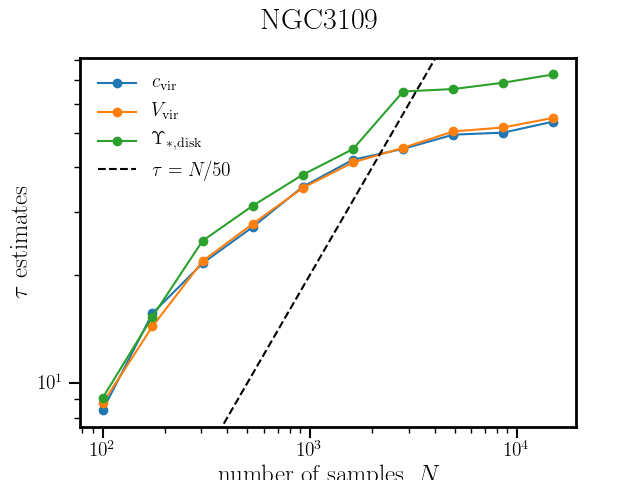 NGC3109
c_vir
V_vir
Υ_*,disk
τ = N/50
τ estimates
10^1
10^2
10^3
10^4
number of samples, N